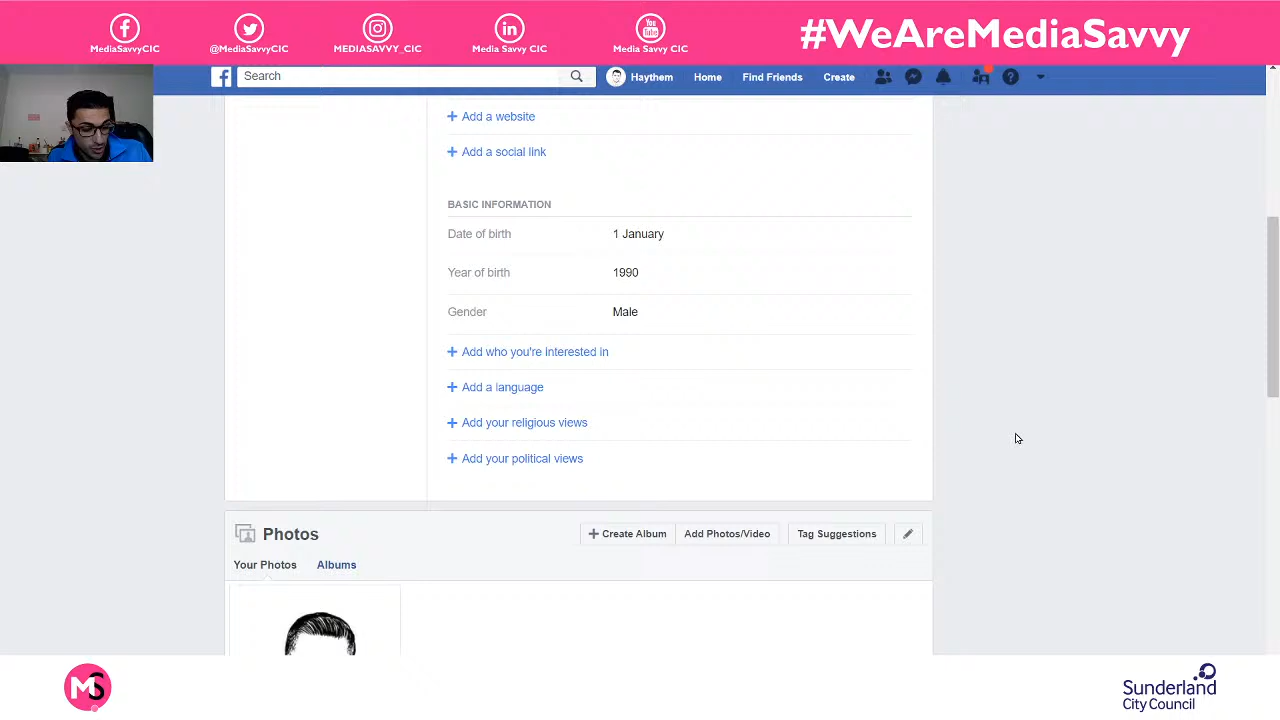 MediaSavvyCIC
@MediaSavvyCIC
MEDIASAVVY_CIC
Media Savvy CIC
You Tube
Media Savvy CIC
#WeAreMediaSavvy
Search
Haythem
Home
Find Friends
Create
+ Add a website
+ Add a social link
BASIC INFORMATION
Date of birth 1 January
Year of birth 1990
Gender Male
+ Add who you're interested in
+ Add a language
+ Add your religious views
+ Add your political views
Photos
+ Create Album
Add Photos/Video
Tag Suggestions
Your Photos
Albums
MS
Sunderland
City Council